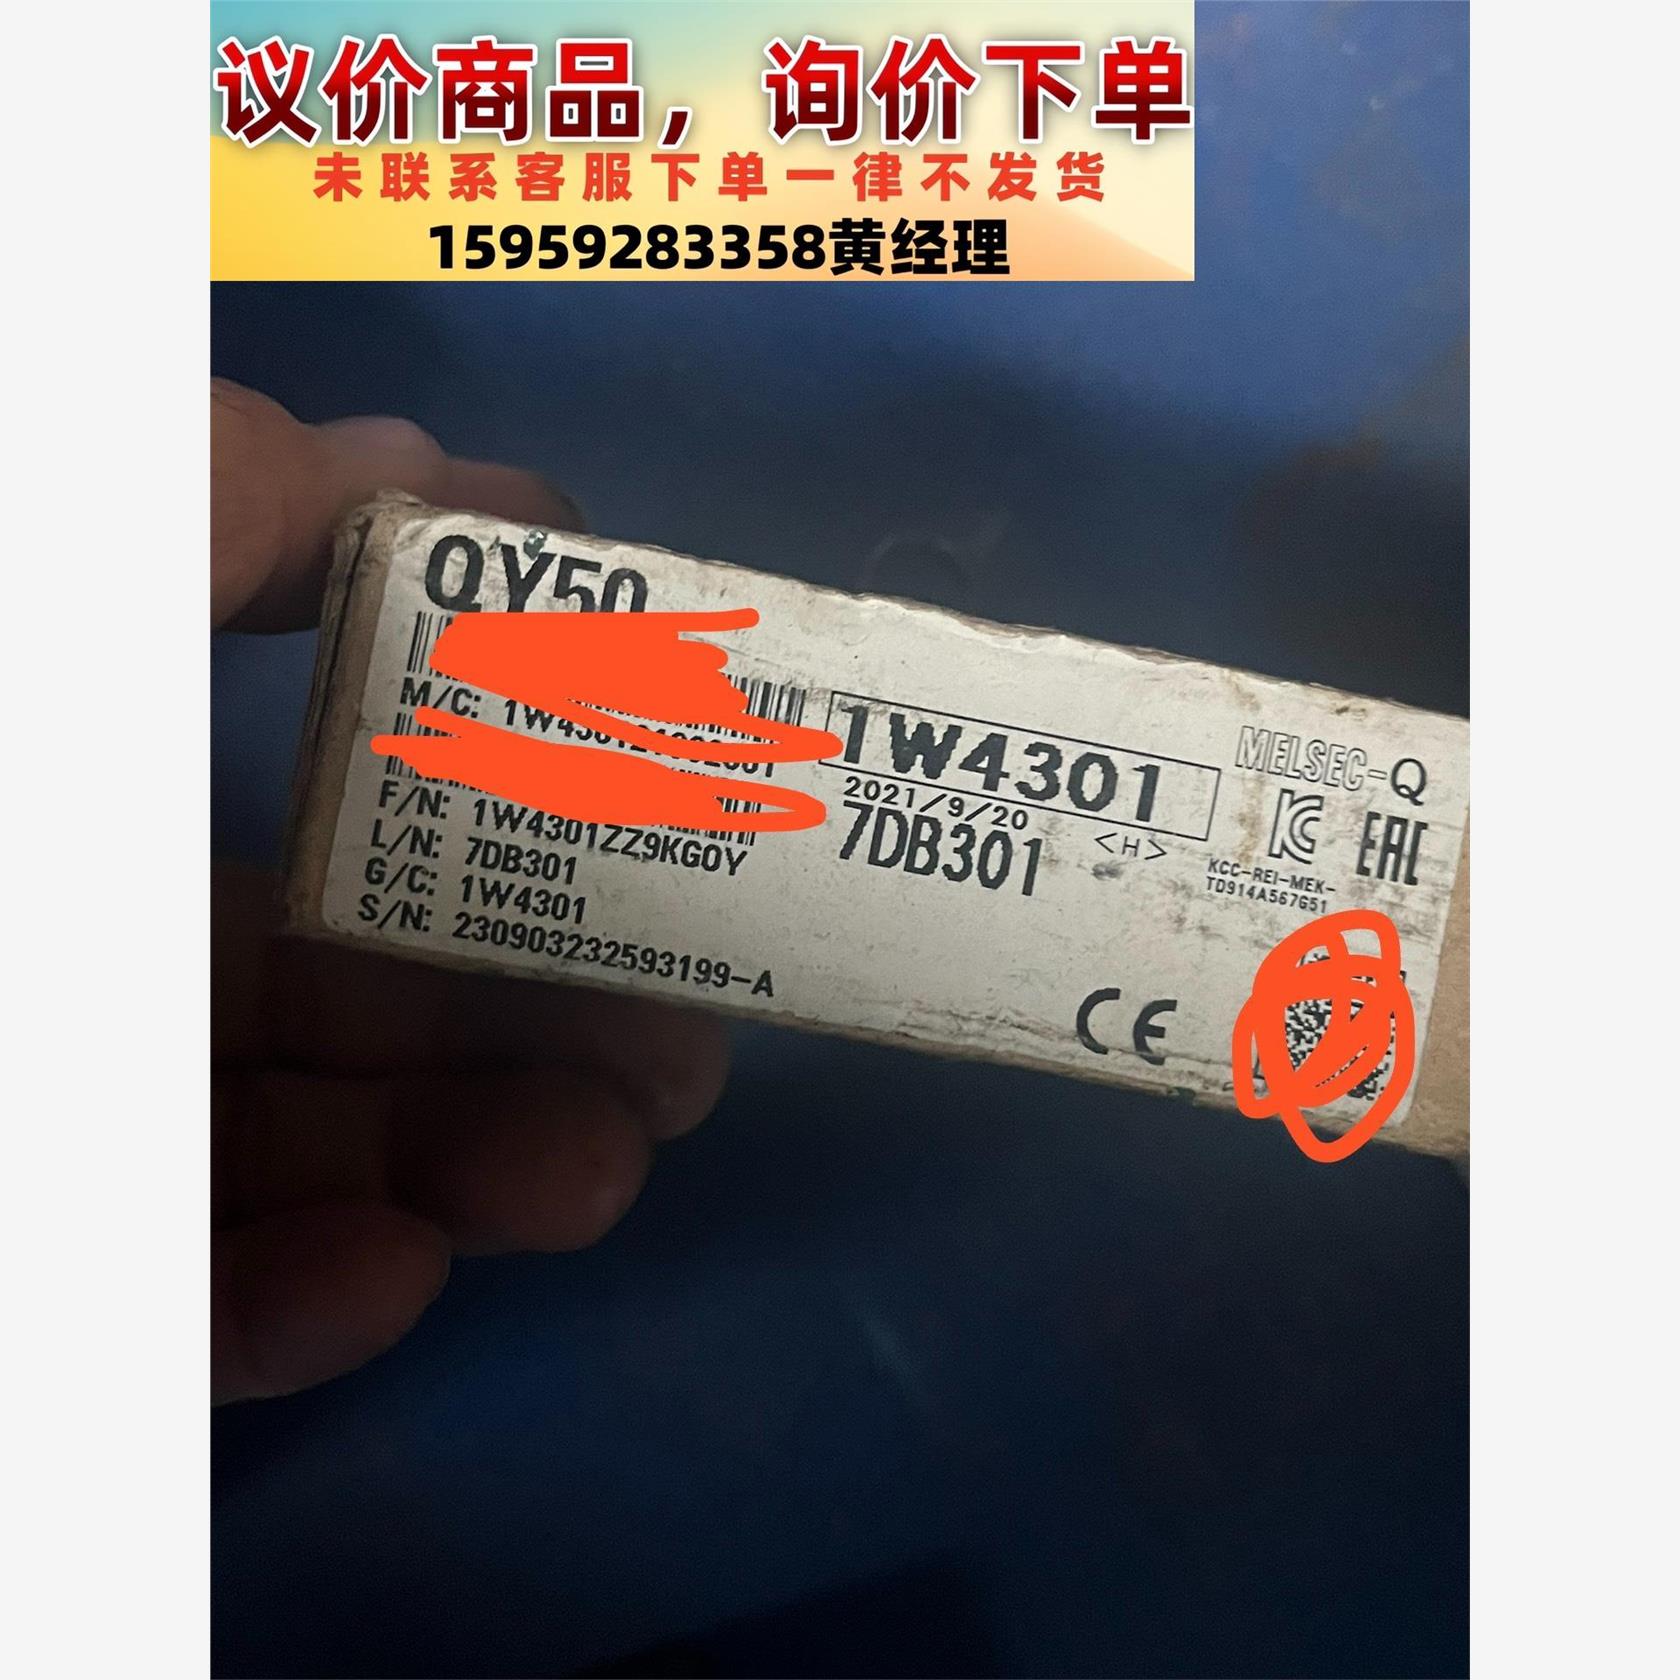 议价商品，询价下单
未联系客服下单一律不发货
15959283358黄经理
QY50
M/C:
1W4301
2021/9/20
7DB301
<H>
MELSEC-Q
EAC
KCC-REI-MEK-
TD914A567G51
F/N: 1W4301ZZ9KG0Y
L/N: 7DB301
G/C: 1W4301
S/N: 230903232593199-A
CE